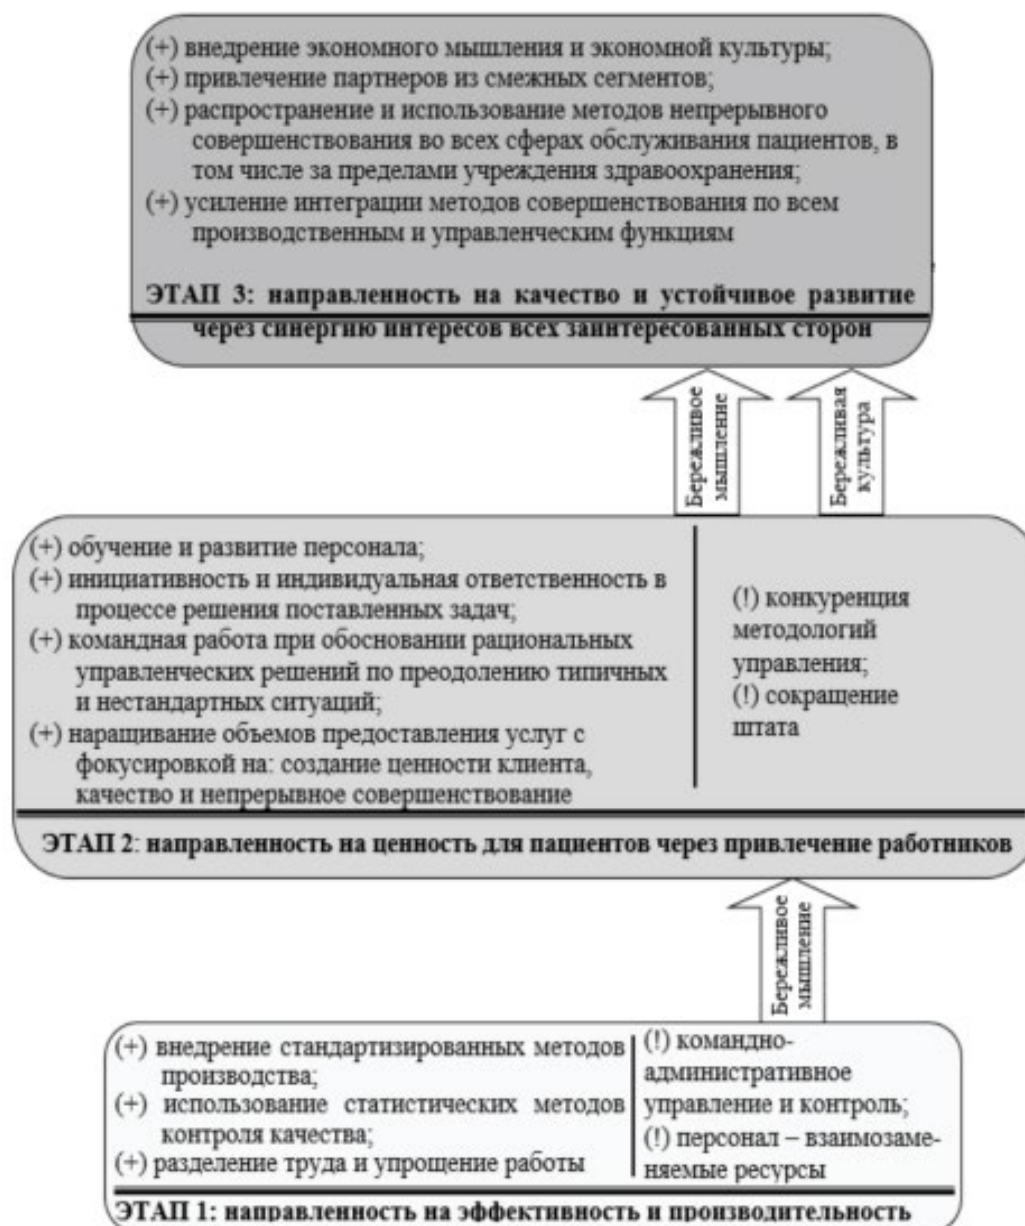 (+) внедрение экономного мышления и экономной культуры;
(+) привлечение партнеров из смежных сегментов;
(+) распространение и использование методов непрерывного
совершенствования во всех сферах обслуживания пациентов, в
том числе за пределами учреждения здравоохранения;
(+) усиление интеграции методов совершенствования по всем
производственным и управленческим функциям
ЭТАП 3: направленность на качество и устойчивое развитие
через синергию интересов всех заинтересованных сторон
Бережливое
мышление
Бережливая
культура
(+) обучение и развитие персонала;
(+) инициативность и индивидуальная ответственность в
процессе решения поставленных задач;
(+) командная работа при обосновании рациональных
управленческих решений по преодолению типичных
и нестандартных ситуаций;
(+) наращивание объемов предоставления услуг с
фокусировкой на: создание ценности клиента,
качество и непрерывное совершенствование
(!) конкуренция
методологий
управления;
(!) сокращение
штата
ЭТАП 2: направленность на ценность для пациентов через привлечение работников
Бережливое
мышление
(+) внедрение стандартизированных методов
производства;
(+) использование статистических методов
контроля качества;
(+) разделение труда и упрощение работы
(!) командно-
административное
управление и контроль;
(!) персонал – взаимозаме-
няемые ресурсы
ЭТАП 1: направленность на эффективность и производительность